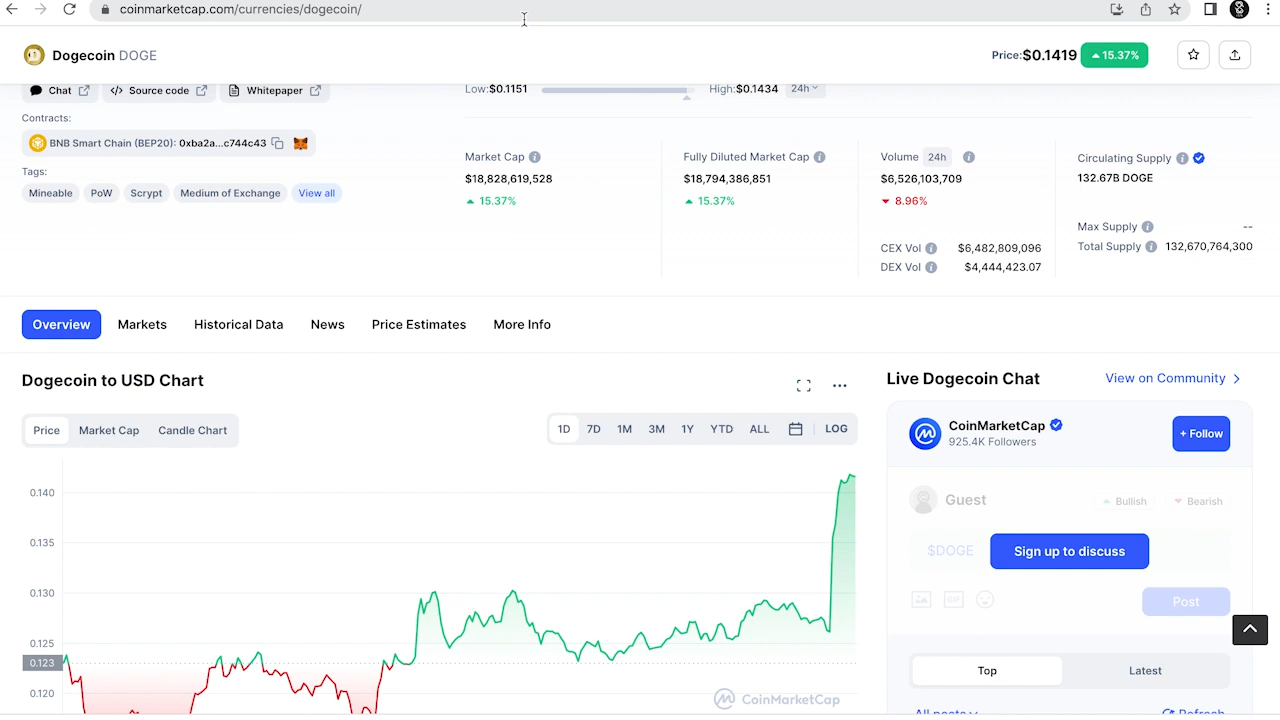 coinmarketcap.com/currencies/dogecoin/
Dogecoin DOGE
Price:$0.1419 15.37%
Chat Source code Whitepaper
Low:$0.1151 High:$0.1434 24h
Contracts:
BNB Smart Chain (BEP20): 0xba2a...c744c43
Tags:
Mineable PoW Scrypt Medium of Exchange View all
Market Cap
$18,828,619,528
15.37%
Fully Diluted Market Cap
$18,794,386,851
15.37%
Volume 24h
$6,526,103,709
8.96%
CEX Vol $6,482,809,096
DEX Vol $4,444,423.07
Circulating Supply
132.67B DOGE
Max Supply --
Total Supply 132,670,764,300
Overview Markets Historical Data News Price Estimates More Info
Dogecoin to USD Chart
Price Market Cap Candle Chart
1D 7D 1M 3M 1Y YTD ALL LOG
0.140
0.135
0.130
0.125
0.123
0.120
CoinMarketCap
Live Dogecoin Chat
View on Community
CoinMarketCap
925.4K Followers
+ Follow
Guest
Bullish Bearish
$DOGE
Sign up to discuss
GIF
Post
Top Latest
All posts
Refresh